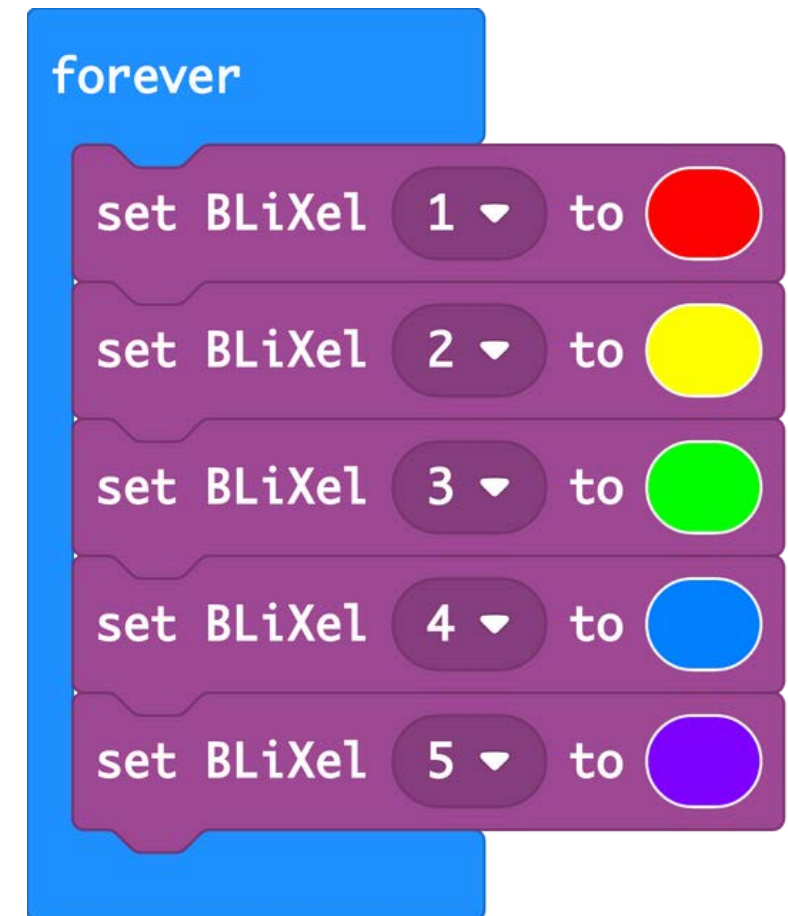 forever
set BLiXel 1 to
set BLiXel 2 to
set BLiXel 3 to
set BLiXel 4 to
set BLiXel 5 to